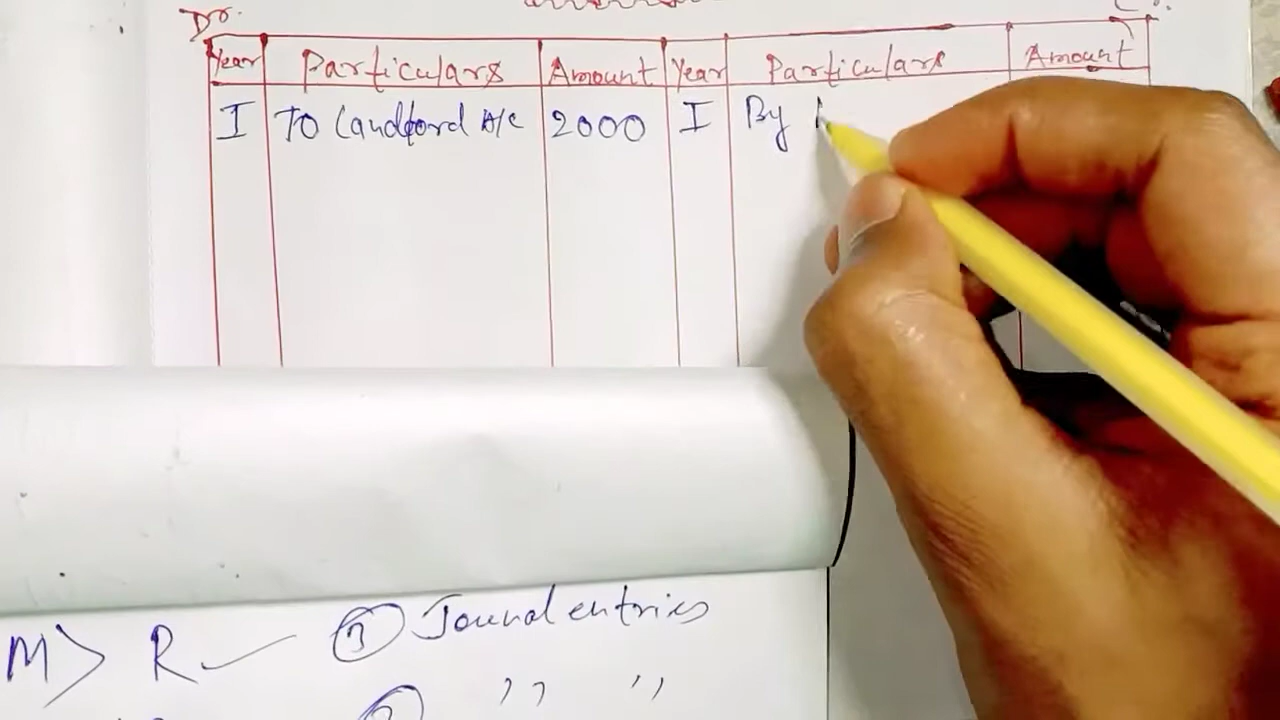 Dr.
Year Particulars Amount Year Particulars Amount
I To Landlord A/c 2000 I By
M > R ③ Journal entries
,, ,,